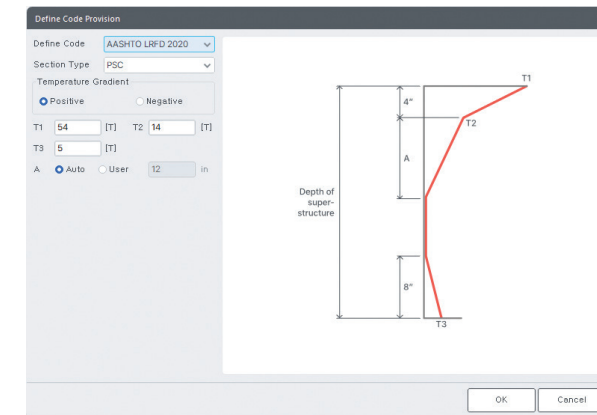 Define Code Provision
Define Code AASHTO LRFD 2020
Section Type PSC
Temperature Gradient
Positive Negative
T1 54 [T] T2 14 [T]
T3 5 [T]
A Auto User 12 in
T1
4"
T2
A
Depth of
super-
structure
8"
T3
OK Cancel